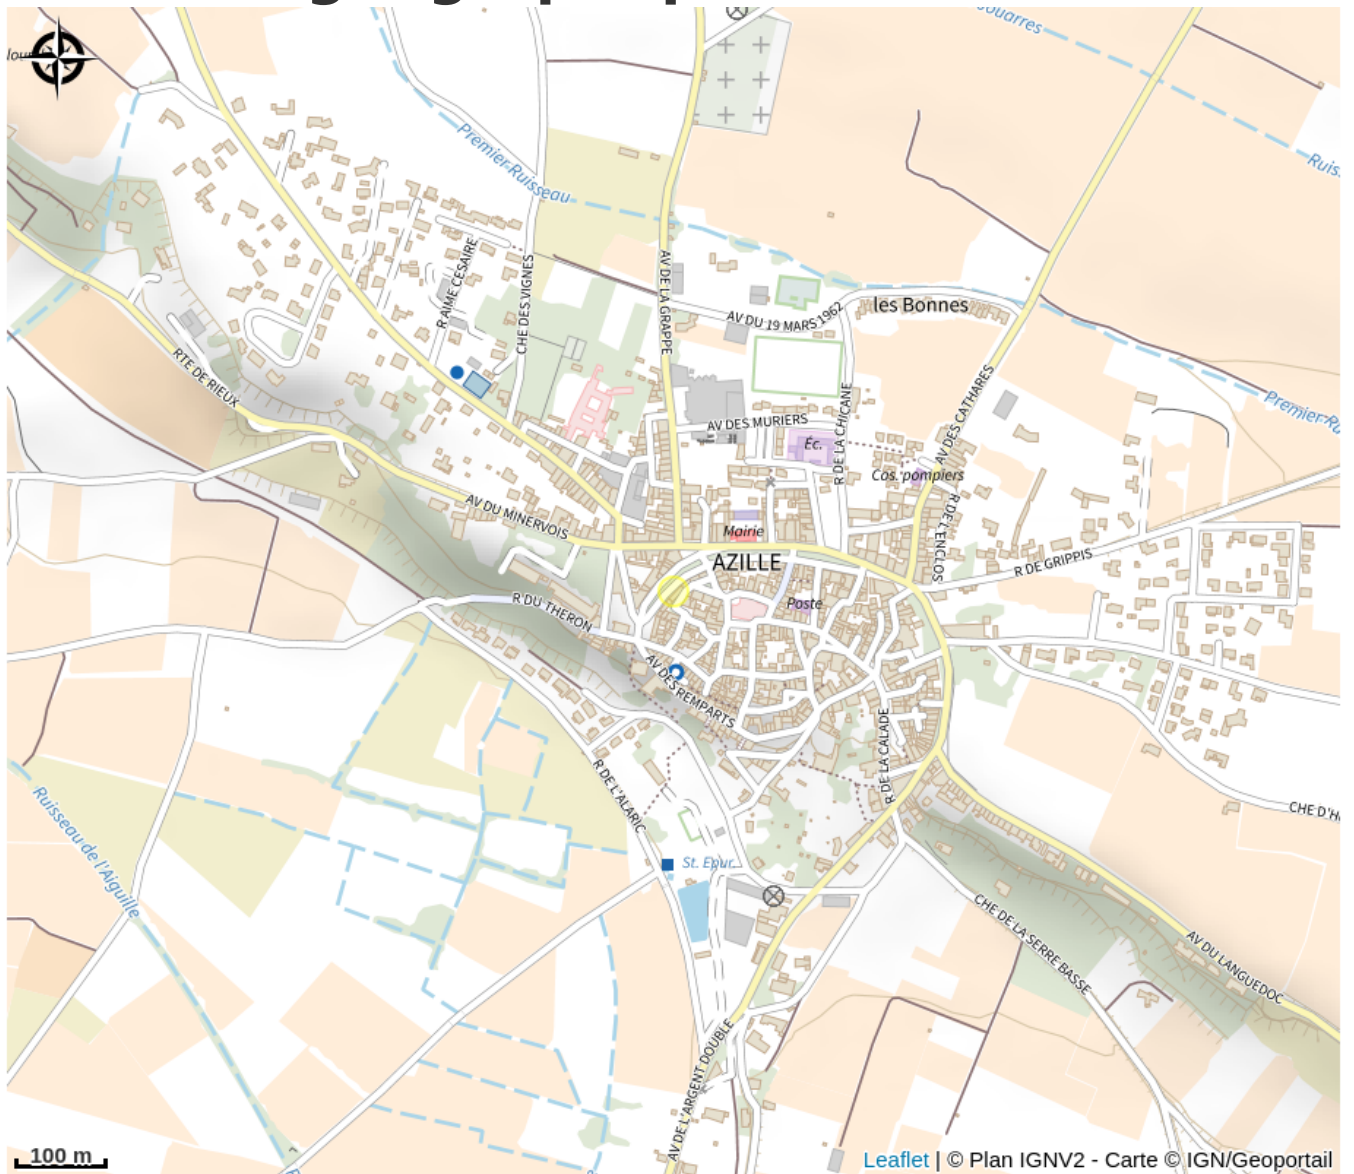 Premier Ruisseau
Ruis
AV DE LA GRAPPE
R AIME CESAIRE
CHE DES VIGNES
les Bonnes
AV DU 19 MARS 1962
RTE DE RIEUX
AV DES CATHARES
R DE LA CHICANE
Premier Ru
AV DES MURIERS
Éc.
Cos. pompiers
AV DU MINERVOIS
Mairie
R DE L'ENCLOS
AZILLE
R DE GRIPPIS
R DU THERON
Poste
AV DES REMPARTS
R DE LA CALADE
R DE L'ALARIC
Ruisseau de l'Aiguille
CHE D'H
St. Epur.
CHE DE LA SERRE BASSE
AV DU LANGUEDOC
AV DE L'ARGENT DOUBLE
100 m
Leaflet | © Plan IGNV2 - Carte © IGN/Geoportail